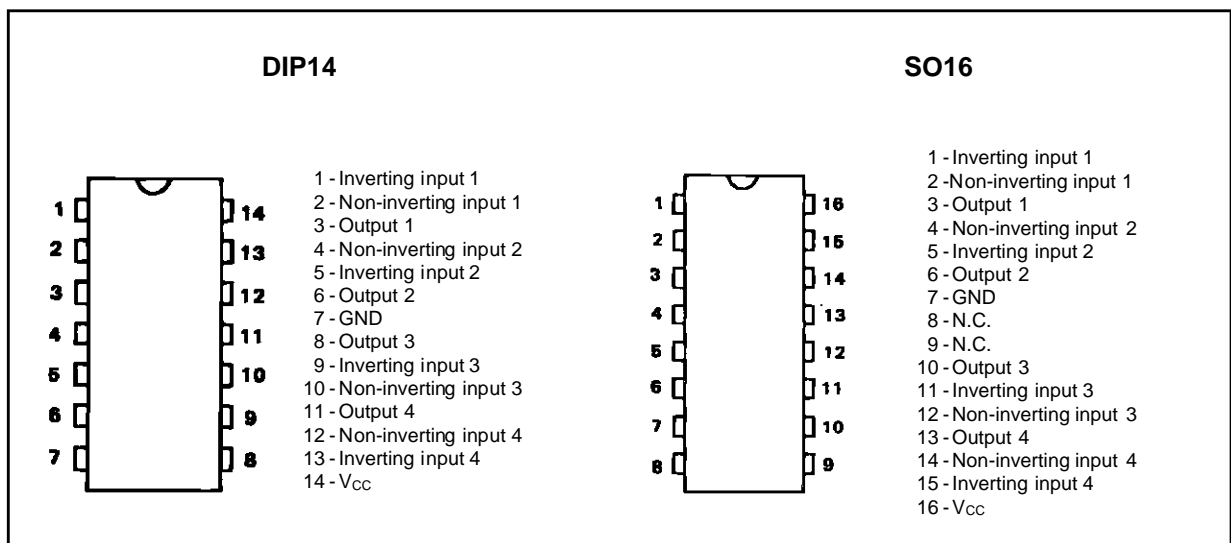 DIP14
1 - Inverting input 1
2 - Non-inverting input 1
3 - Output 1
4 - Non-inverting input 2
5 - Inverting input 2
6 - Output 2
7 - GND
8 - Output 3
9 - Inverting input 3
10 - Non-inverting input 3
11 - Output 4
12 - Non-inverting input 4
13 - Inverting input 4
14 - VCC
1
2
3
4
5
6
7
14
13
12
11
10
9
8
SO16
1 - Inverting input 1
2 -Non-inverting input 1
3 - Output 1
4 - Non-inverting input 2
5 - Inverting input 2
6 - Output 2
7 - GND
8 - N.C.
9 - N.C.
10 - Output 3
11 - Inverting input 3
12 - Non-inverting input 3
13 - Output 4
14 - Non-inverting input 4
15 - Inverting input 4
16 - VCC
1
2
3
4
5
6
7
8
16
15
14
13
12
11
10
9